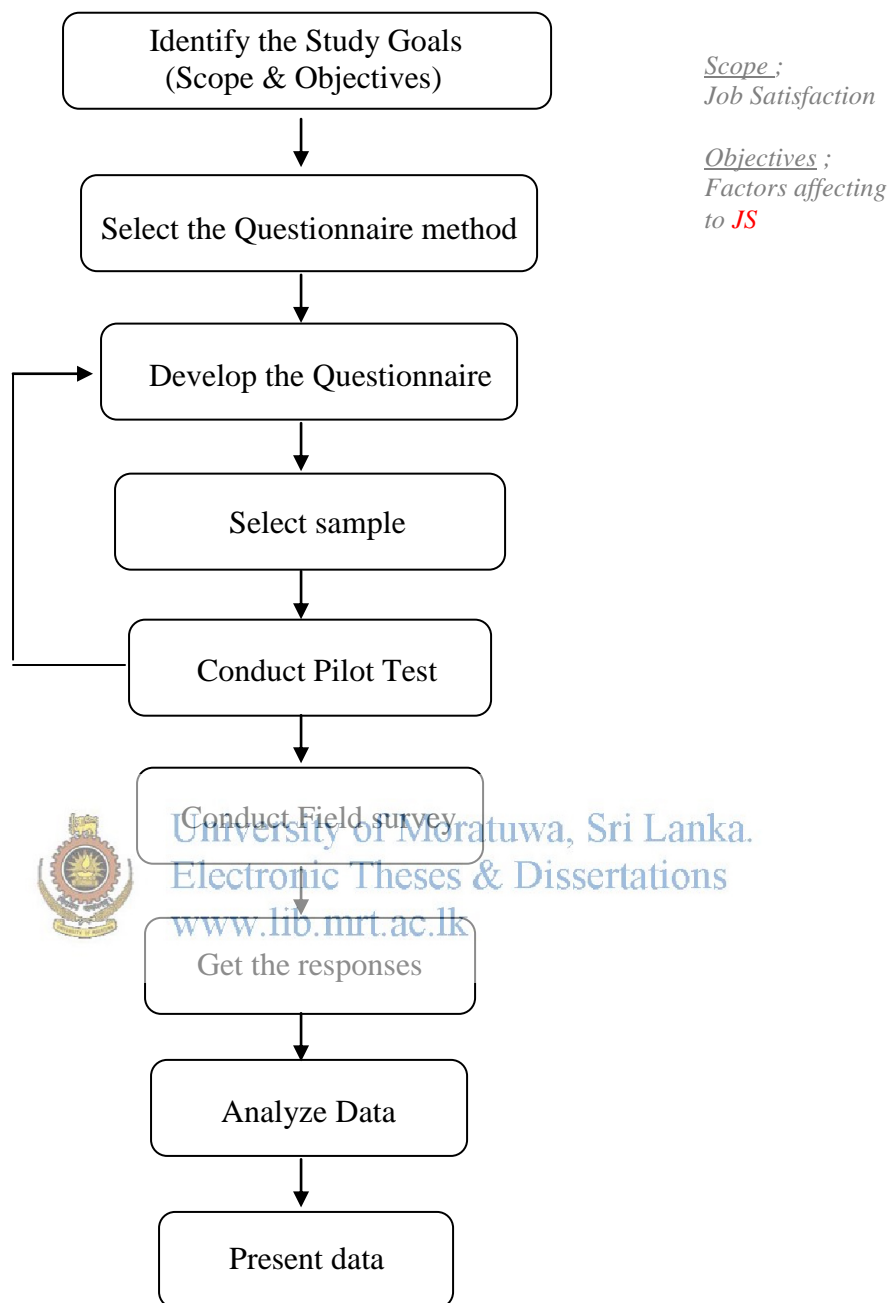 Identify the Study Goals
(Scope & Objectives)
Scope ;
Job Satisfaction
Objectives ;
Factors affecting
to JS
Select the Questionnaire method
Develop the Questionnaire
Select sample
Conduct Pilot Test
Conduct Field survey
University of Moratuwa, Sri Lanka.
Electronic Theses & Dissertations
www.lib.mrt.ac.lk
Get the responses
Analyze Data
Present data